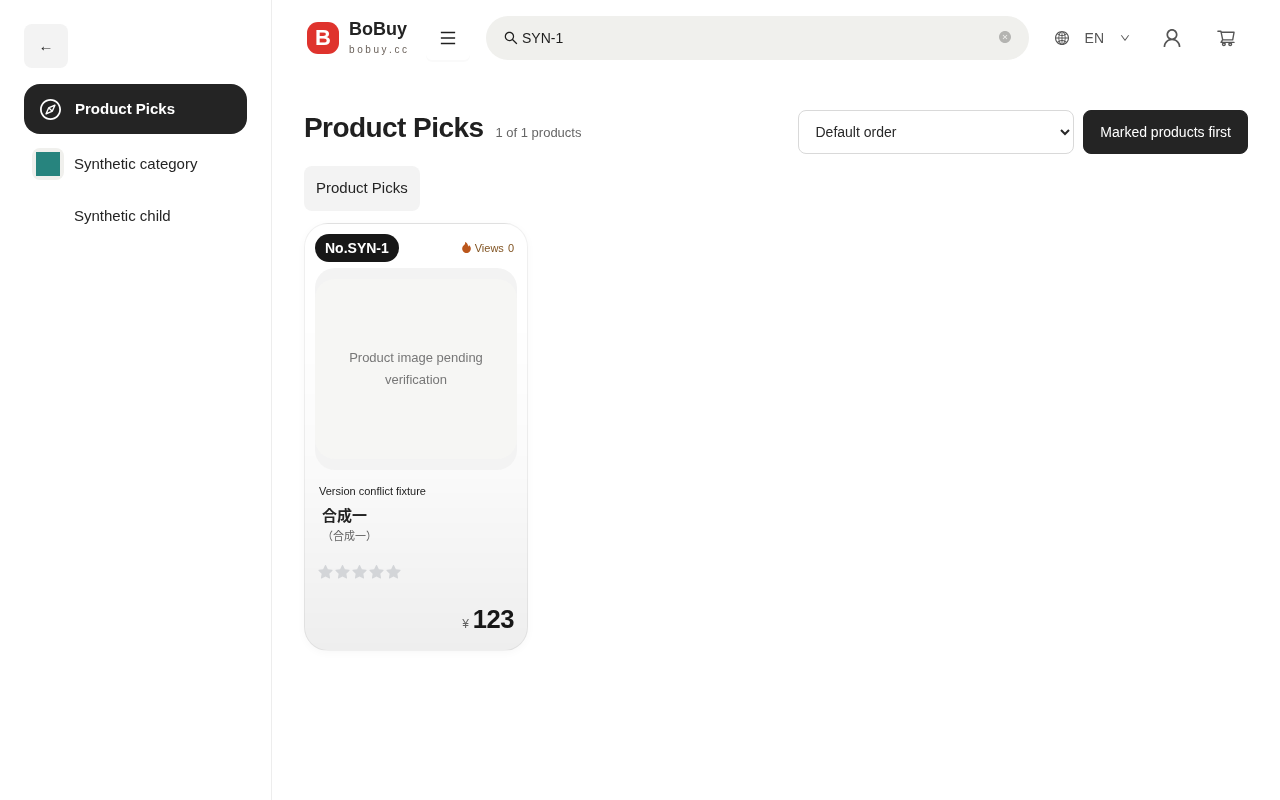 ←
Product Picks
Synthetic category
Synthetic child
B
BoBuy
bobuy.cc
SYN-1
EN
Product Picks
1 of 1 products
Default order
Marked products first
Product Picks
No.SYN-1
Views 0
Product image pending
verification
Version conflict fixture
合成一
（合成一）
¥ 123